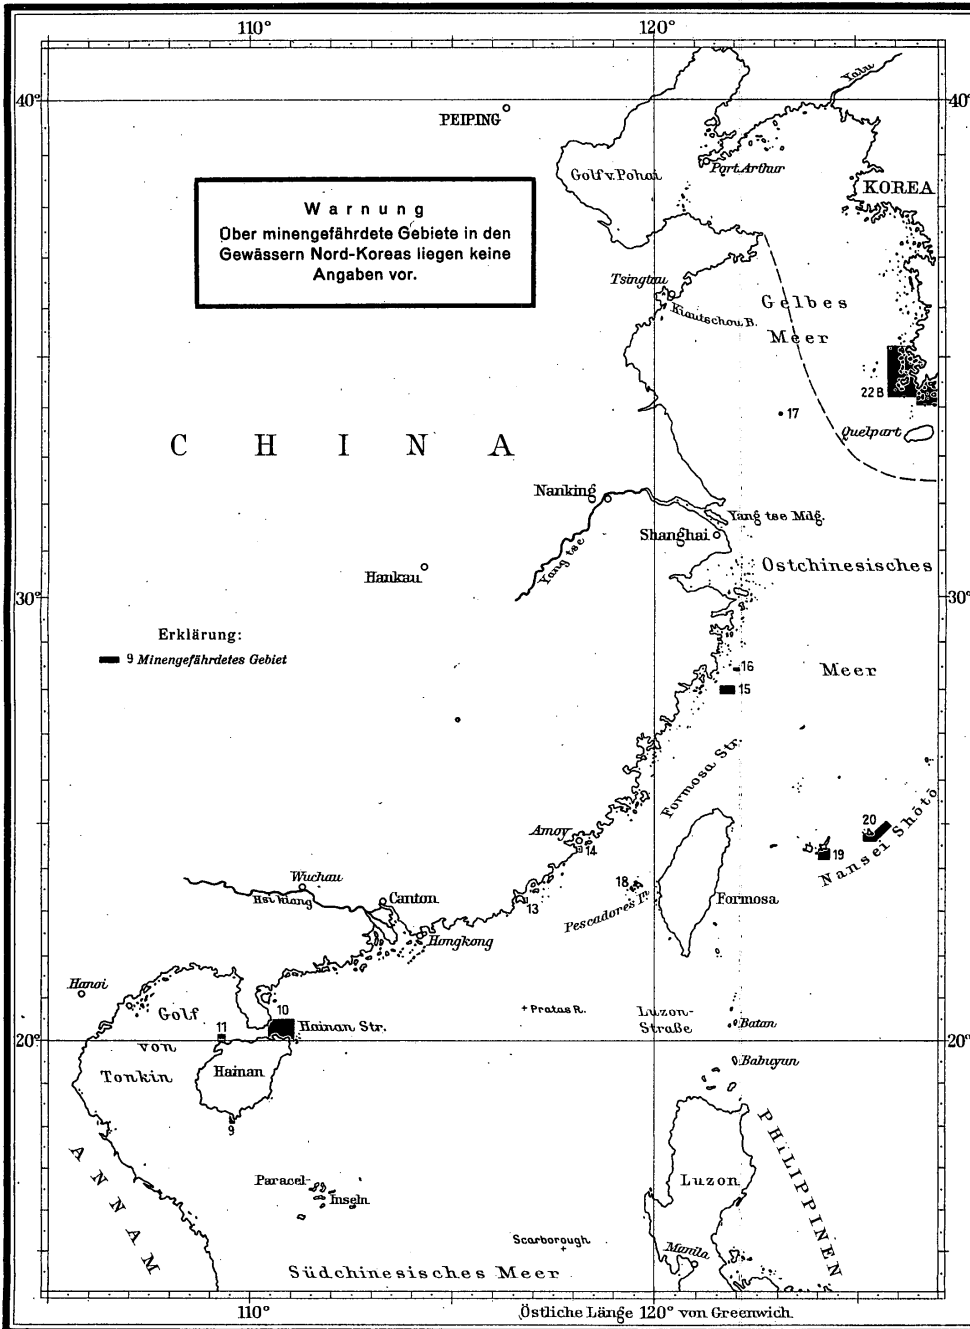 110° 120°
40° 40°
Yalu
PEIPING
Golf v. Pohai
Port Arthur
KOREA
Warnung
Über minengefährdete Gebiete in den
Gewässern Nord-Koreas liegen keine
Angaben vor.
Tsingtau
Kiautschou B.
Gelbes
Meer
22 B
17
Quelpart
CHINA
Nanking
Yang tse Mdg.
Shanghai
Yang tse
Hankau
Ostchinesisches
30° 30°
Erklärung:
9 Minengefährdetes Gebiet
16
Meer
15
Formosa Str.
20
Amoy
14
19
Nansei Shōtō
Wuchau
Hsi kiang
Canton
13
18
Pescadores In
Formosa
Hongkong
Hanoi
Golf
10
11
Hainan Str.
Pratas R.
Luzon-
Straße
Batan
20° 20°
von
Tonkin
Hainan
Babuyun
9
ANNAM
Paracel-
Inseln
Luzon
PHILIPPINEN
Scarborough
Manila
Südchinesisches Meer
110° 120°
Östliche Länge von Greenwich.